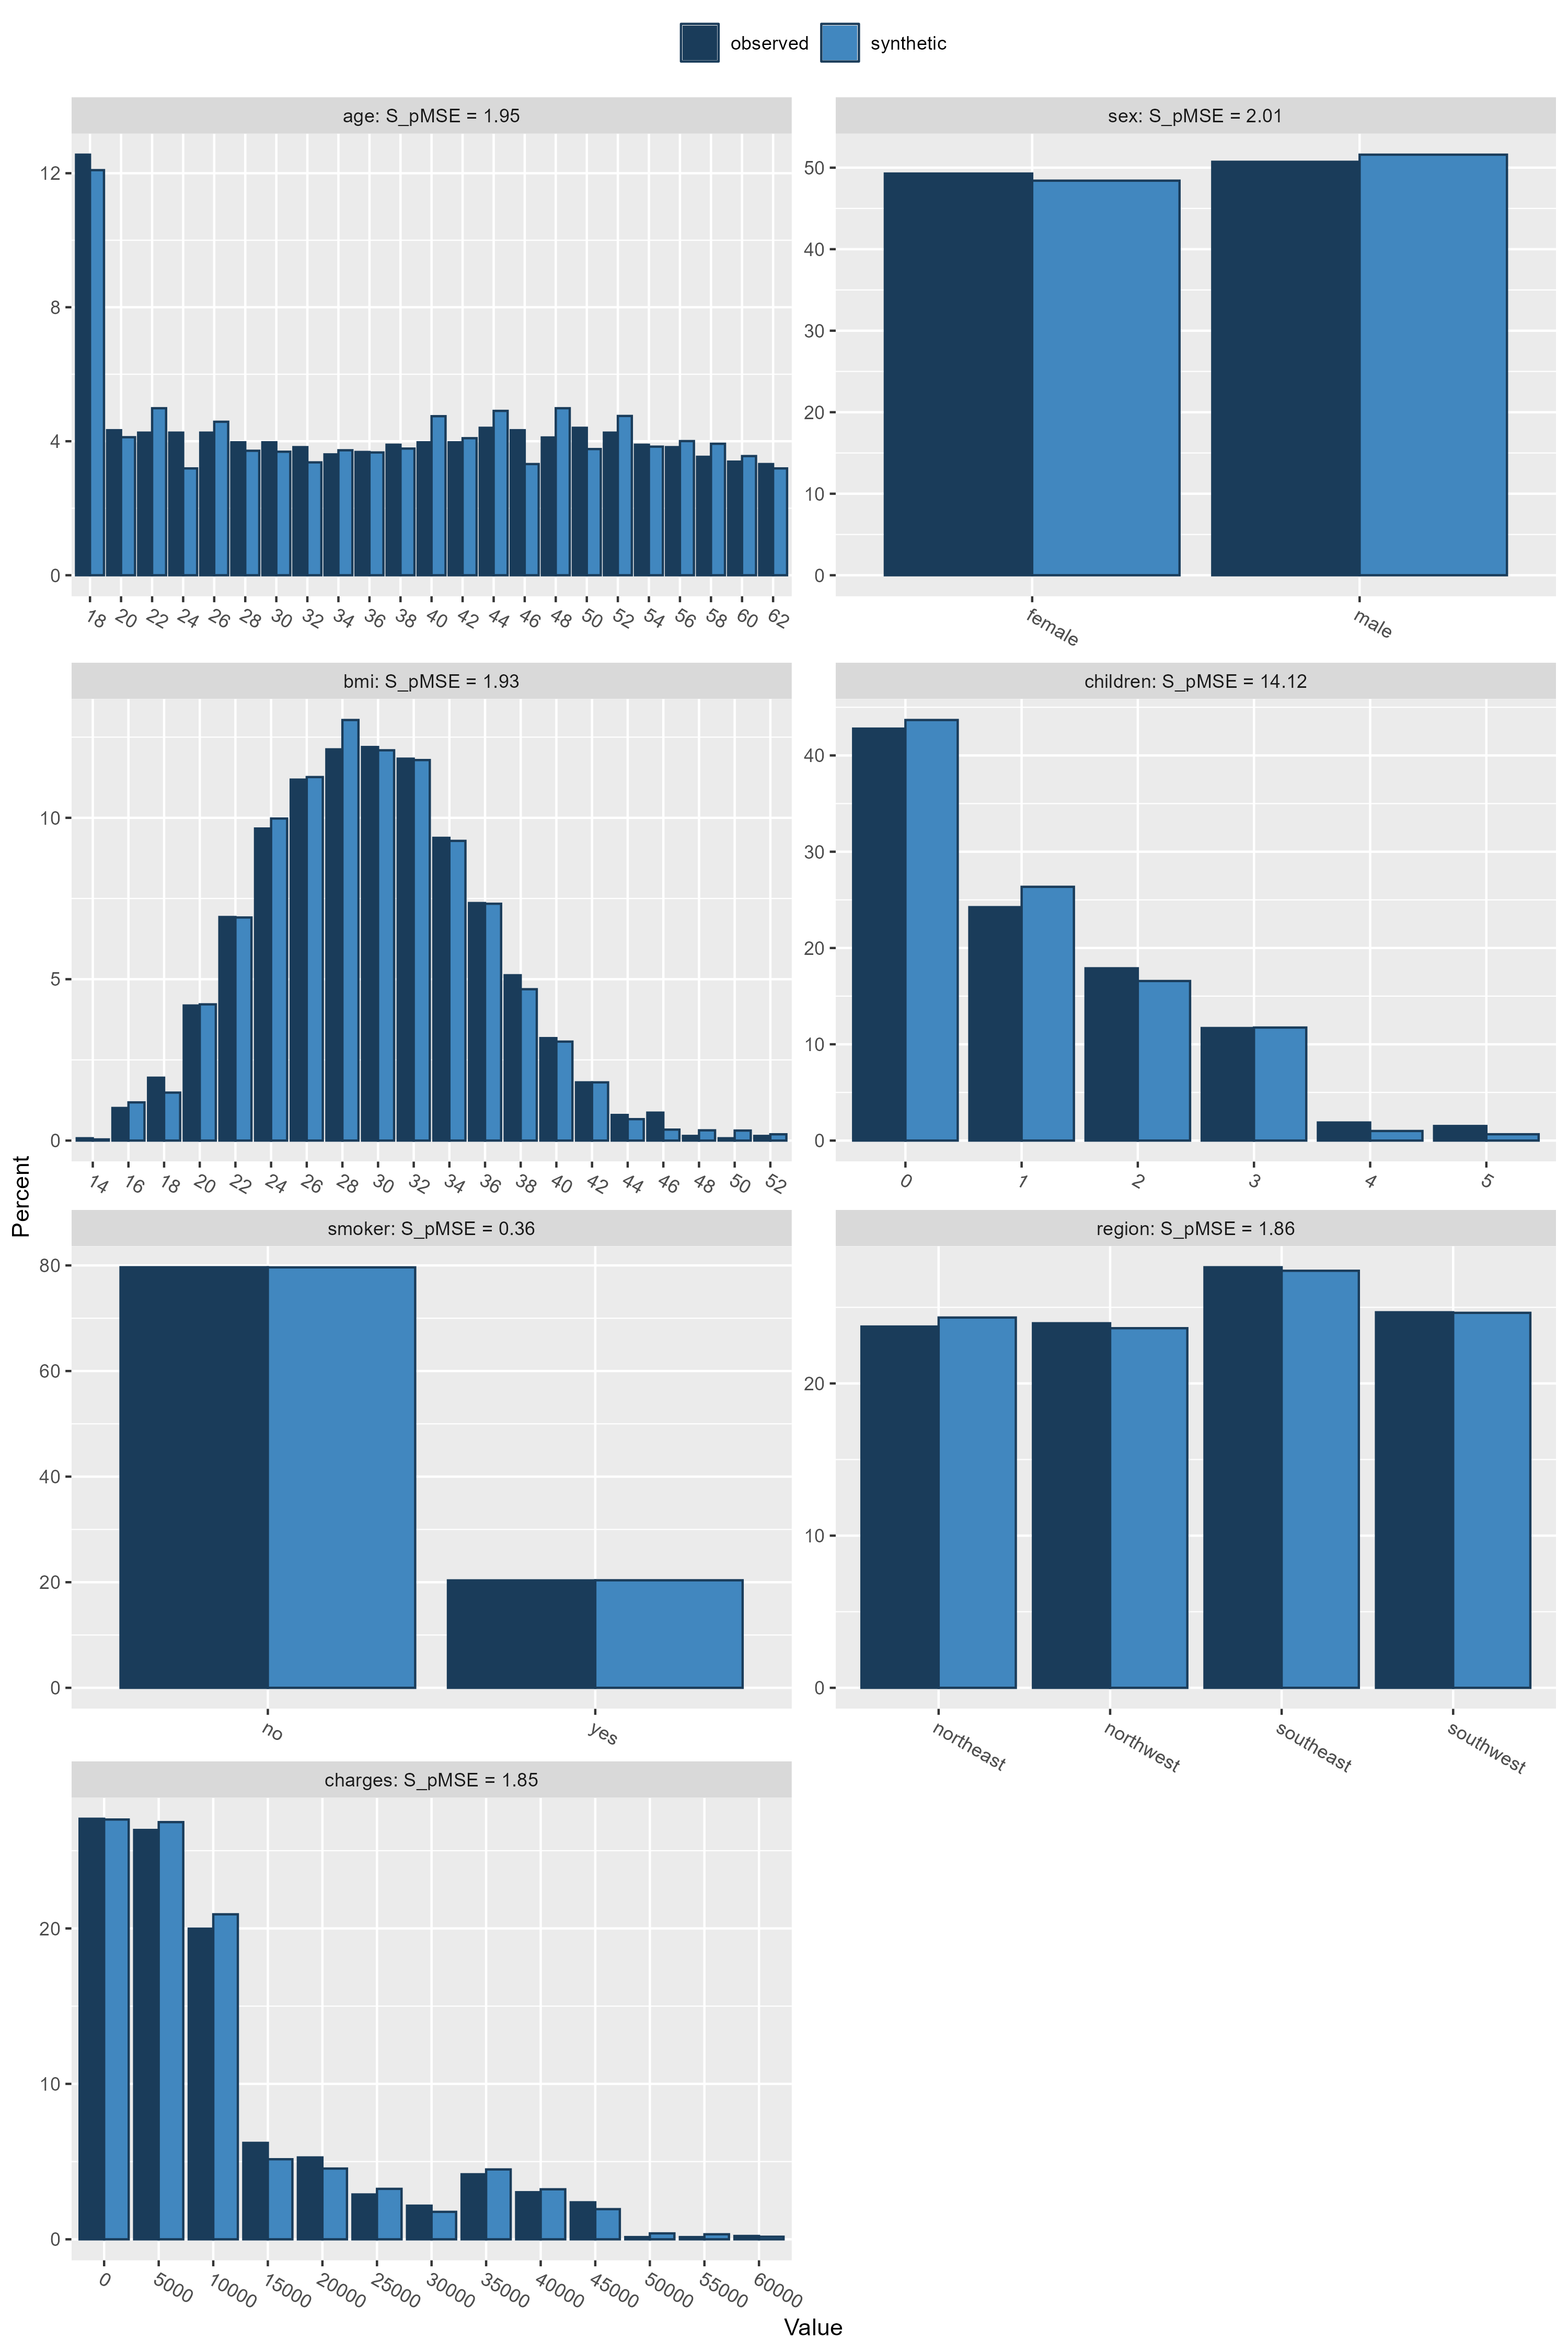 observed synthetic
age: S_pMSE = 1.95
12
8
4
0
18 20 22 24 26 28 30 32 34 36 38 40 42 44 46 48 50 52 54 56 58 60 62
sex: S_pMSE = 2.01
50
40
30
20
10
0
female male
bmi: S_pMSE = 1.93
10
5
0
14 16 18 20 22 24 26 28 30 32 34 36 38 40 42 44 46 48 50 52
children: S_pMSE = 14.12
40
30
20
10
0
0 1 2 3 4 5
Percent
smoker: S_pMSE = 0.36
80
60
40
20
0
no yes
region: S_pMSE = 1.86
20
10
0
northeast northwest southeast southwest
charges: S_pMSE = 1.85
20
10
0
0 5000 10000 15000 20000 25000 30000 35000 40000 45000 50000 55000 60000
Value